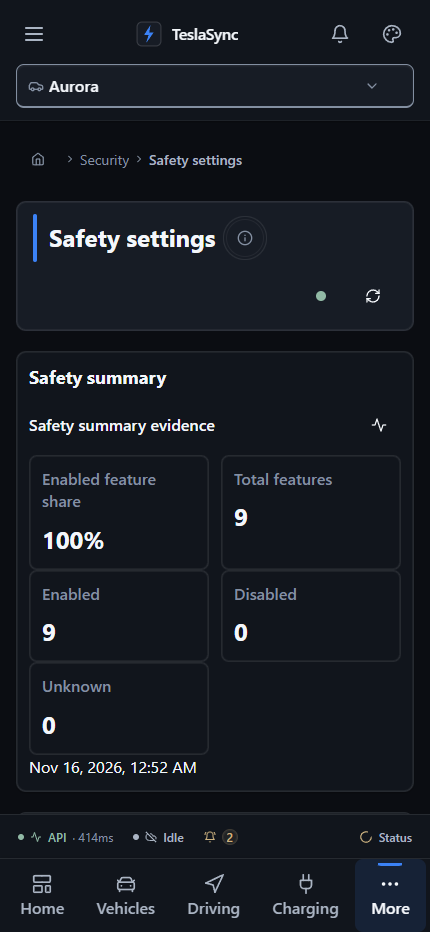 TeslaSync
Aurora
Security
Safety settings
Safety settings
Safety summary
Safety summary evidence
Enabled feature
share
100%
Total features
9
Enabled
9
Disabled
0
Unknown
0
Nov 16, 2026, 12:52 AM
API · 414ms
Idle
2
Status
Home
Vehicles
Driving
Charging
More